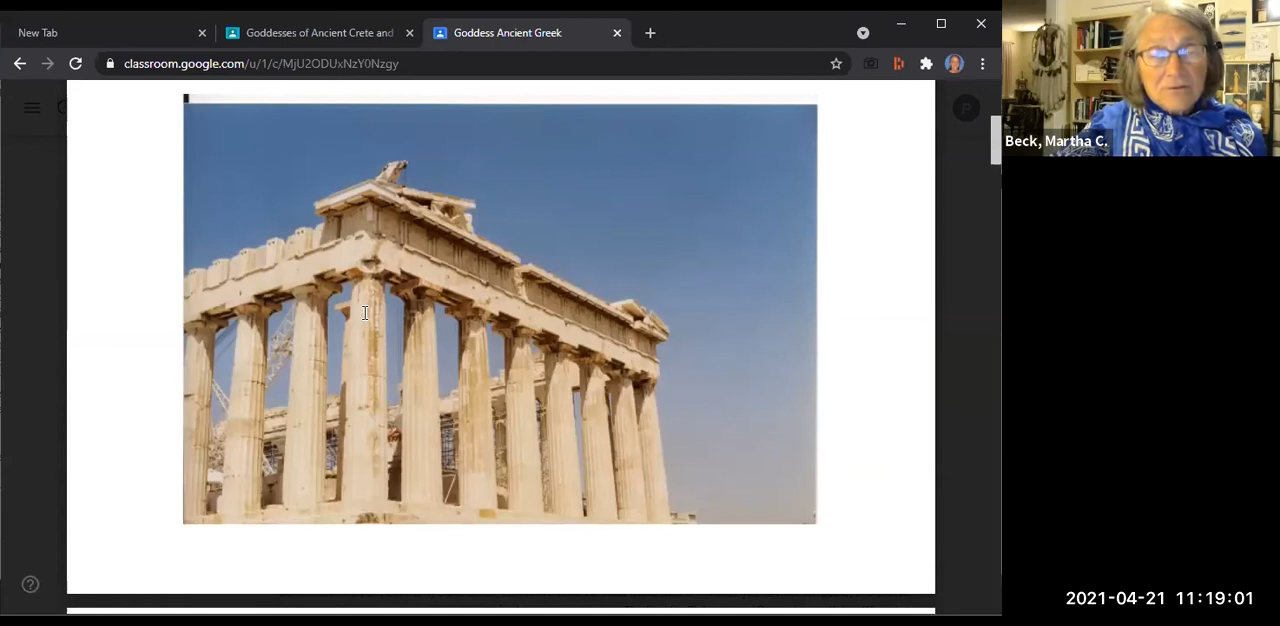 New Tab
Goddesses of Ancient Crete and
Goddess Ancient Greek
classroom.google.com/u/1/c/MjU2ODUxNzY0Nzgy
P
Beck, Martha C.
2021-04-21 11:19:01